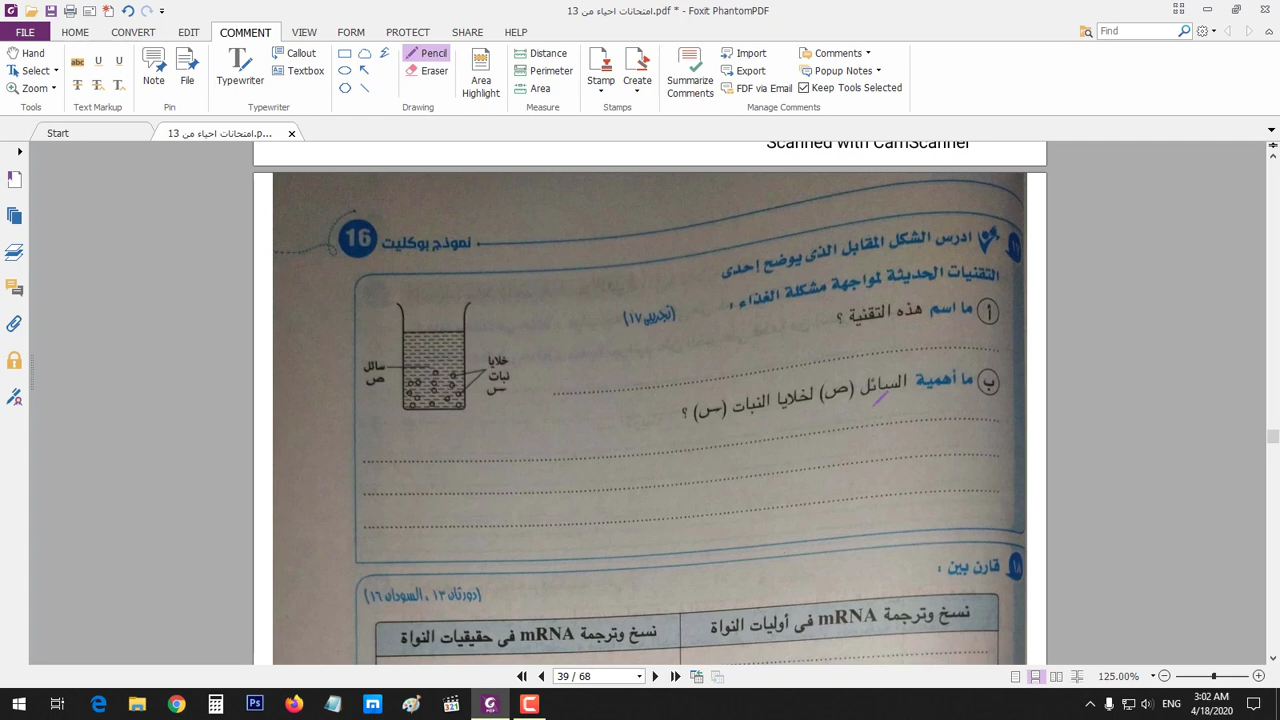 امتحانات احياء من 13.pdf * - Foxit PhantomPDF
FILE HOME CONVERT EDIT COMMENT VIEW FORM PROTECT SHARE HELP
Find
Hand
Select
Zoom
Tools
Text Markup
Note
File
Pin
Typewriter
Callout
Textbox
Typewriter
Pencil
Eraser
Area Highlight
Drawing
Distance
Perimeter
Area
Measure
Stamp
Create
Stamps
Summarize Comments
Import
Export
FDF via Email
Comments
Popup Notes
Keep Tools Selected
Manage Comments
Start
امتحانات احياء من 13.p...
Scanned with CamScanner
نموذج بوكليت 16
١٧ ادرس الشكل المقابل الذى يوضح إحدى
التقنيات الحديثة لمواجهة مشكلة الغذاء :
أ ما اسم هذه التقنية ؟ (تجريبى ١٧)
ب ما أهمية السائل (ص) لخلايا النبات (س) ؟
سائل
ص
خلايا
نبات
س
١٨ قارن بين :
(دورثان ١٣ ، السودان ١٦)
نسخ وترجمة mRNA فى أوليات النواة
نسخ وترجمة mRNA فى حقيقيات النواة
39 / 68
125.00%
ENG
3:02 AM
4/18/2020